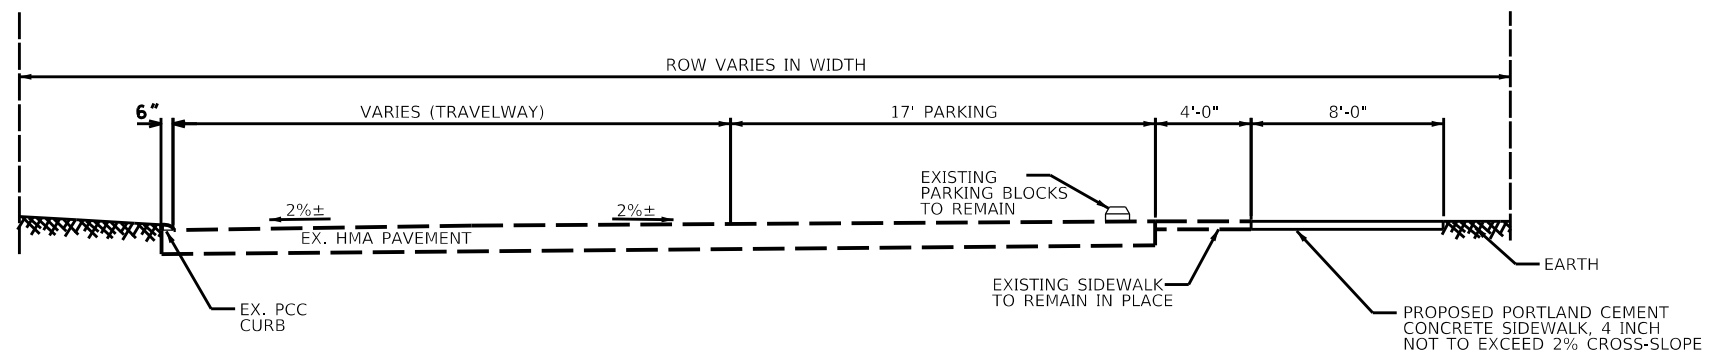 ROW VARIES IN WIDTH
6"
VARIES (TRAVELWAY)
17' PARKING
4'-0"
8'-0"
EXISTING
PARKING BLOCKS
TO REMAIN
2%±
2%±
EX. HMA PAVEMENT
EX. PCC
CURB
EXISTING SIDEWALK
TO REMAIN IN PLACE
EARTH
PROPOSED PORTLAND CEMENT
CONCRETE SIDEWALK, 4 INCH
NOT TO EXCEED 2% CROSS-SLOPE